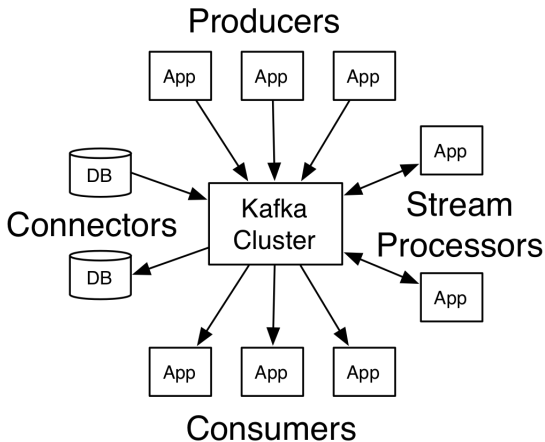 Producers
App
App
App
DB
App
Kafka
Cluster
Connectors
Stream
Processors
DB
App
App
App
App
Consumers